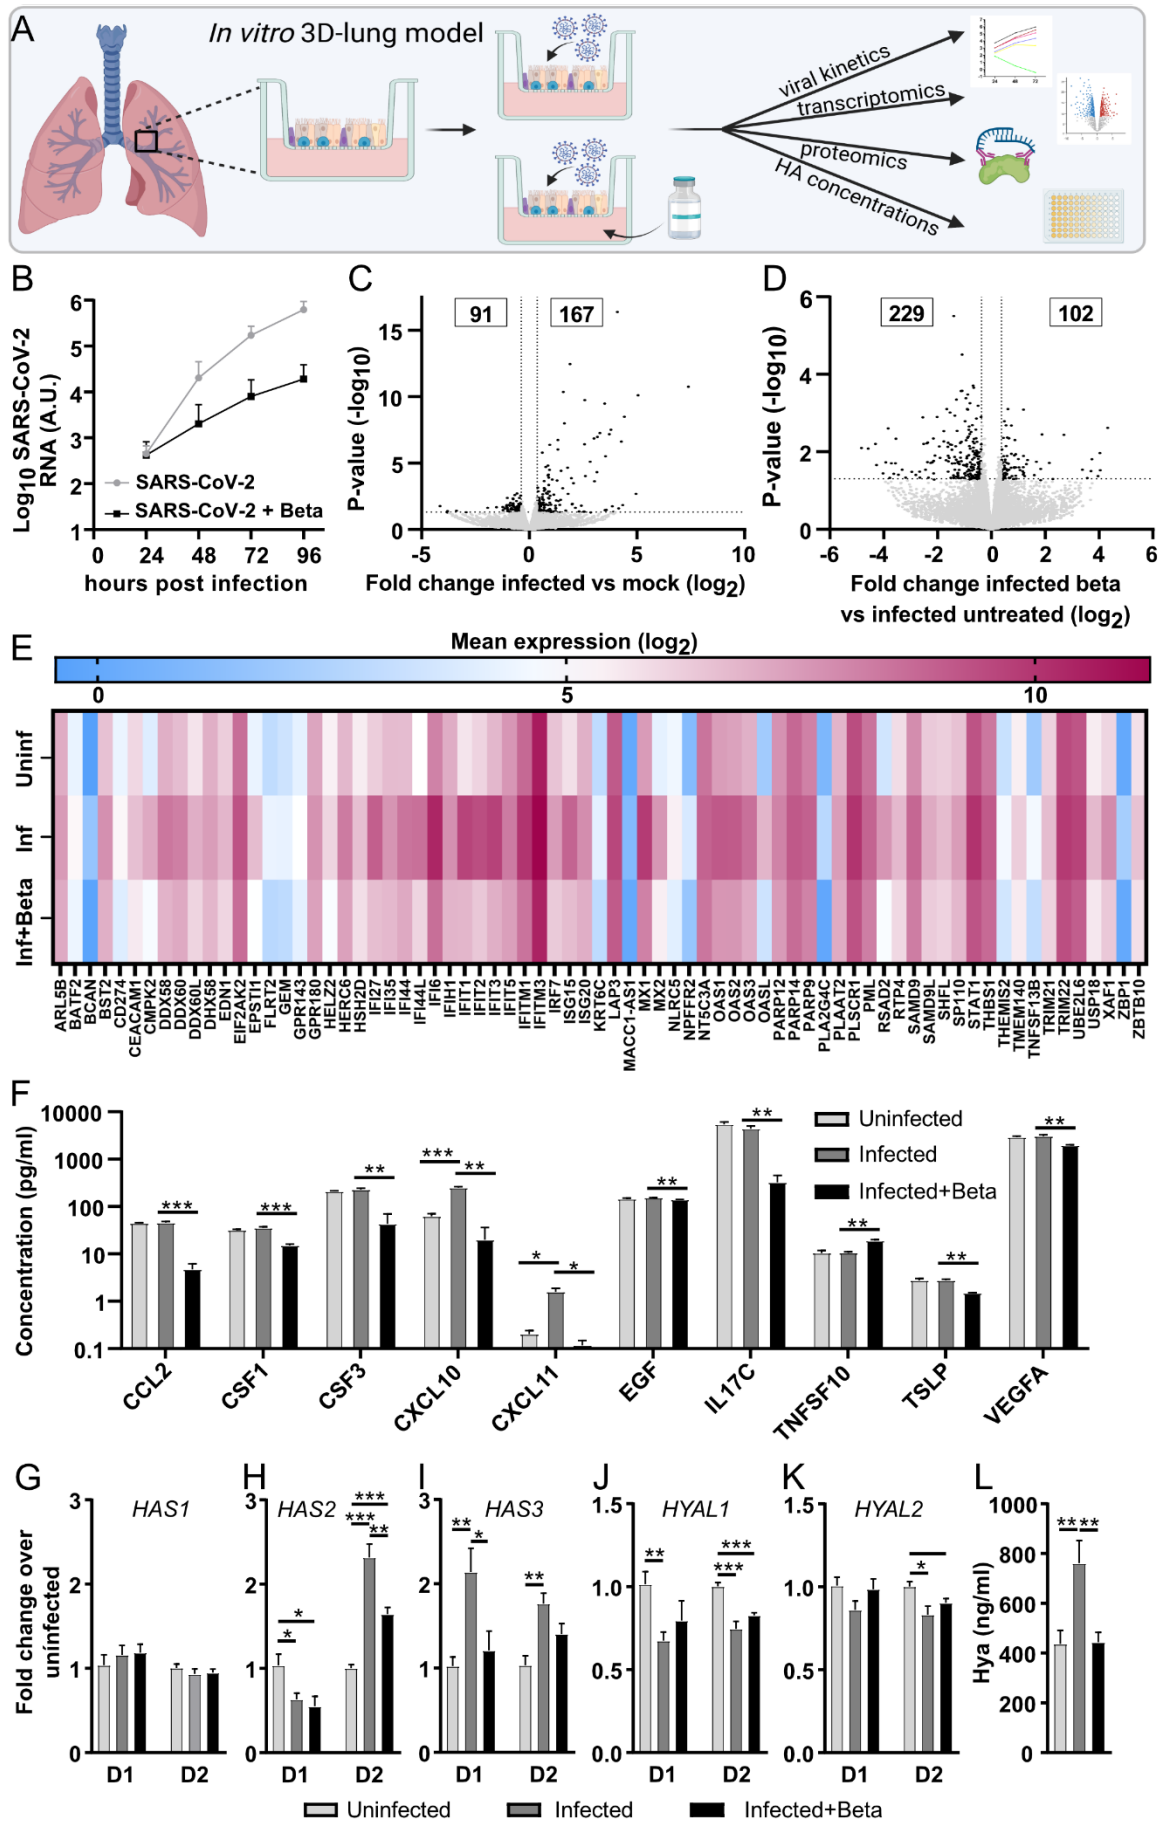 A
In vitro 3D-lung model
viral kinetics
transcriptomics
proteomics
HA concentrations
B
Log10 SARS-CoV-2
RNA (A.U.)
6
5
4
3
2
1
SARS-CoV-2
SARS-CoV-2 + Beta
0 24 48 72 96
hours post infection
C
P-value (-log10)
91 167
15
10
5
0
-5 0 5 10
Fold change infected vs mock (log2)
D
P-value (-log10)
229 102
6
4
2
0
-6 -4 -2 0 2 4 6
Fold change infected beta
vs infected untreated (log2)
E
Mean expression (log2)
0 5 10
Uninf
Inf
Inf+Beta
ARL5B BATF2 BCAN BST2 CD274 CEACAM1 CMPK2 DDX58 DDX60 DDX60L DHX58 EDN1 EIF2AK2 EPSTI1 FLRT2 GEM GPR143 GPR180 HELZ2 HERC6 HSH2D IFI27 IFI35 IFI44 IFI44L IFI6 IFIH1 IFIT1 IFIT2 IFIT3 IFIT5 IFITM1 IFITM3 IRF7 ISG15 ISG20 KRT6C LAP3 MACC1-AS1 MX1 MX2 NLRC5 NPFFR2 NT5C3A OAS1 OAS2 OAS3 OASL PARP12 PARP14 PARP9 PLA2G4C PLAAT2 PLSCR1 PML RSAD2 RTP4 SAMD9 SAMD9L SHFL SP110 STAT1 THBS1 THEMIS2 TMEM140 TNFSF13B TRIM21 TRIM22 UBE2L6 USP18 XAF1 ZBP1 ZBTB10
F
Concentration (pg/ml)
10000
1000
100
10
1
0.1
*** *** ** *** ** * * ** ** ** ** **
Uninfected
Infected
Infected+Beta
CCL2 CSF1 CSF3 CXCL10 CXCL11 EGF IL17C TNFSF10 TSLP VEGFA
G
HAS1
Fold change over
uninfected
3
2
1
0
D1 D2
H
HAS2
3
2
1
0
* * *** *** **
D1 D2
I
HAS3
3
2
1
0
** * **
D1 D2
J
HYAL1
1.5
1.0
0.5
0.0
** *** ***
D1 D2
K
HYAL2
1.5
1.0
0.5
0.0
*
D1 D2
L
Hya (ng/ml)
1000
800
600
400
200
0
** **
Uninfected Infected Infected+Beta